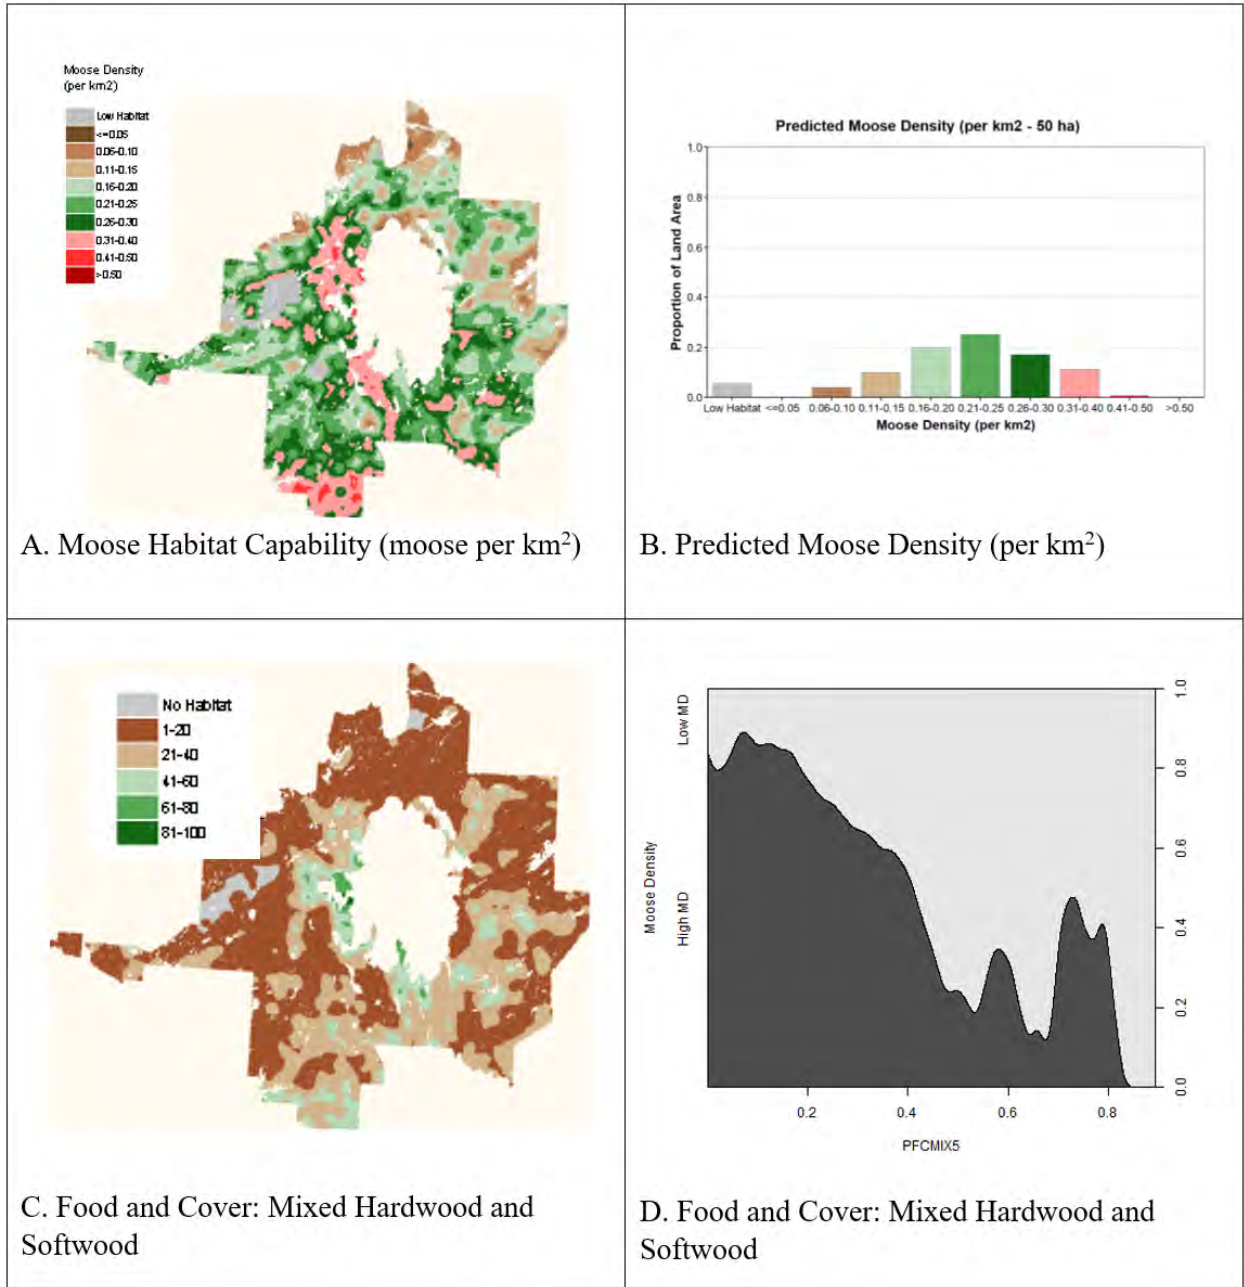 Moose Density
(per km2)
Low Habitat
<=0.05
0.06-0.10
0.11-0.15
0.16-0.20
0.21-0.25
0.26-0.30
0.31-0.40
0.41-0.50
>0.50
A. Moose Habitat Capability (moose per km²)
Predicted Moose Density (per km2 - 50 ha)
Proportion of Land Area
1.0
0.8
0.6
0.4
0.2
0.0
Low Habitat <=0.05 0.06-0.10 0.11-0.15 0.16-0.20 0.21-0.25 0.26-0.30 0.31-0.40 0.41-0.50 >0.50
Moose Density (per km2)
B. Predicted Moose Density (per km²)
No Habitat
1-20
21-40
41-60
61-80
81-100
C. Food and Cover: Mixed Hardwood and
Softwood
Moose Density
Low MD
High MD
1.0
0.8
0.6
0.4
0.2
0.0
0.2 0.4 0.6 0.8
PFCMIX5
D. Food and Cover: Mixed Hardwood and
Softwood